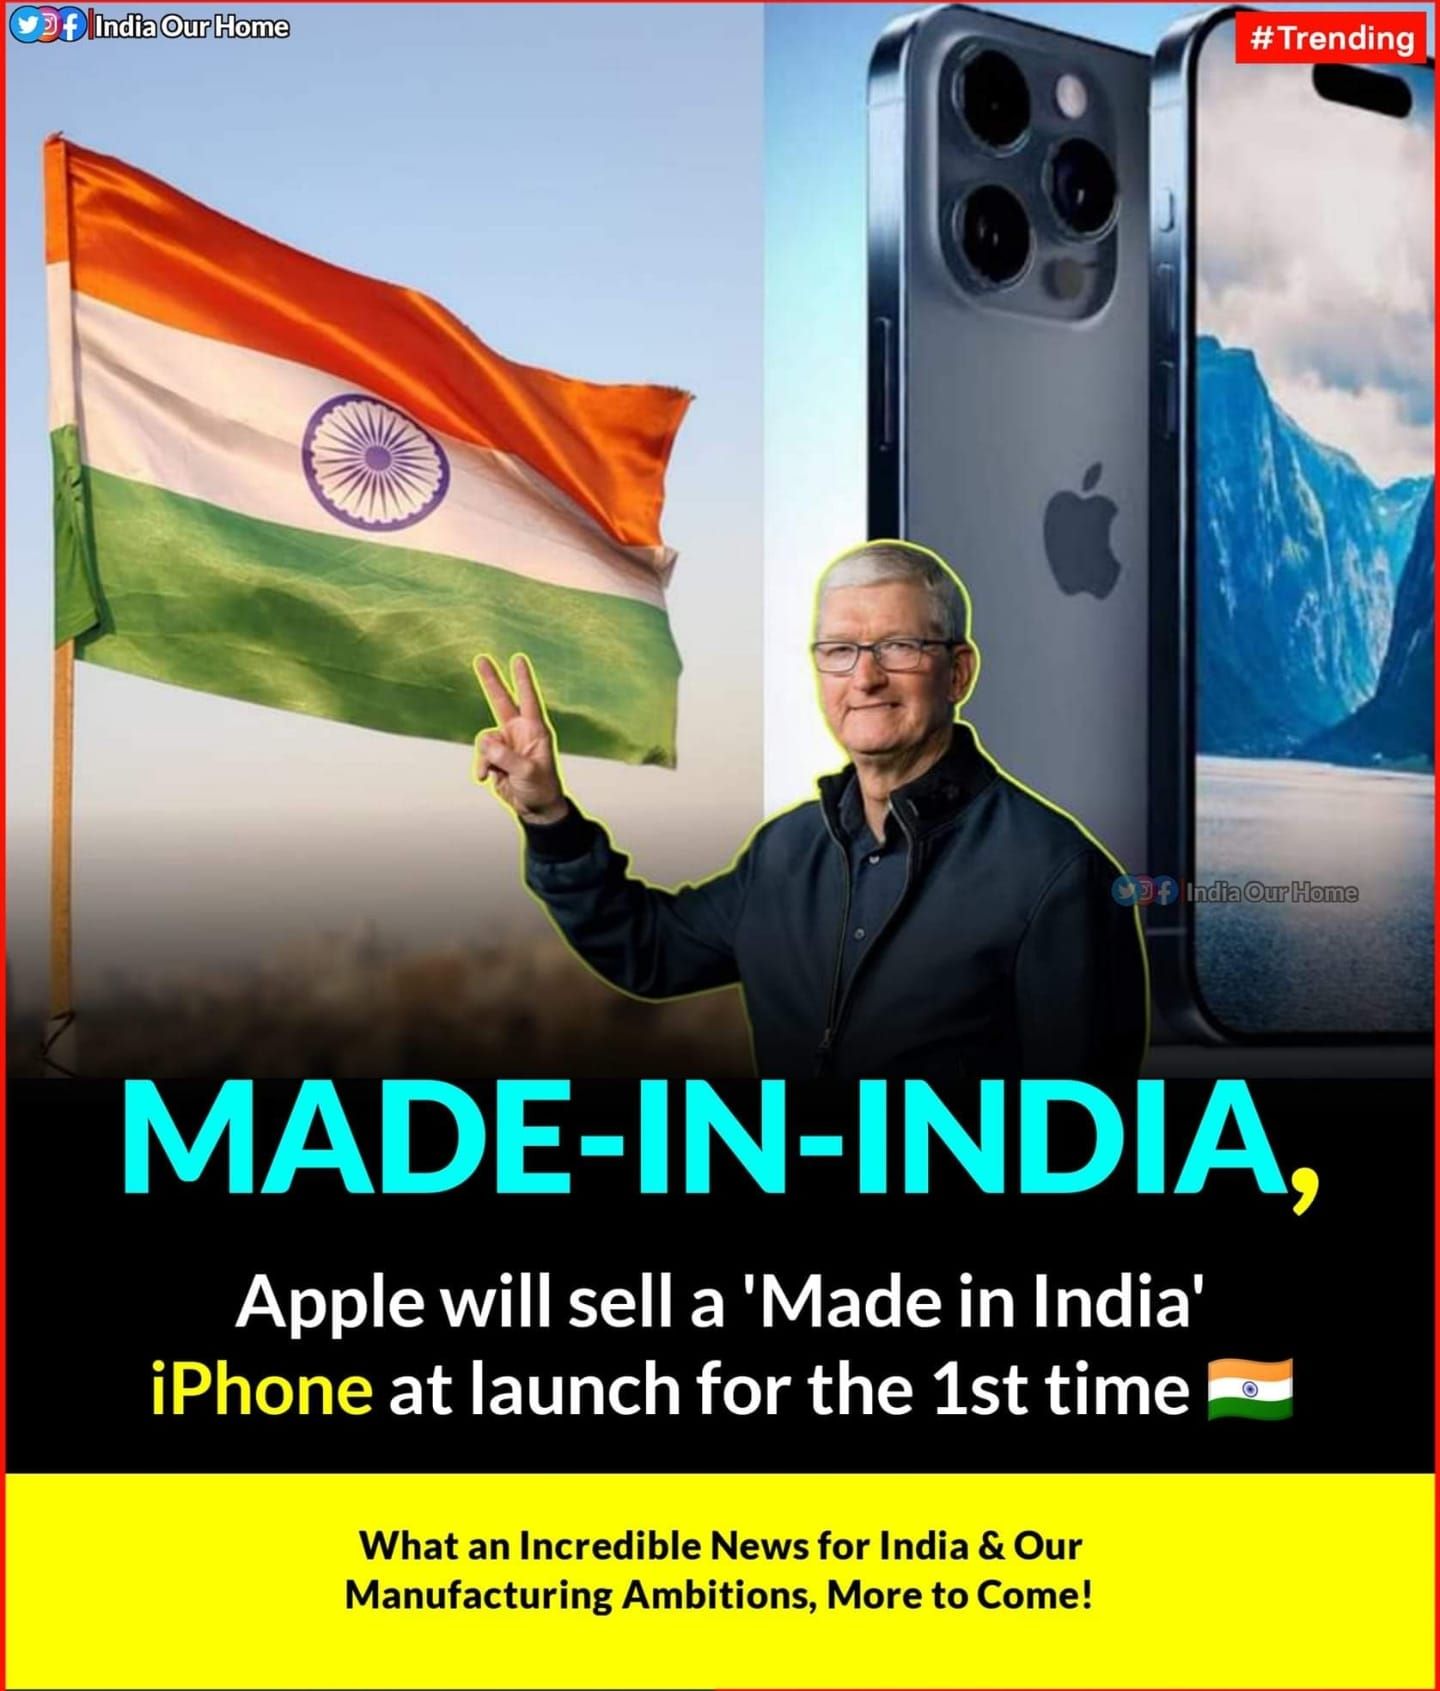 India Our Home
#Trending
India Our Home
MADE-IN-INDIA,
Apple will sell a 'Made in India'
iPhone at launch for the 1st time 🇮🇳
What an Incredible News for India & Our
Manufacturing Ambitions, More to Come!